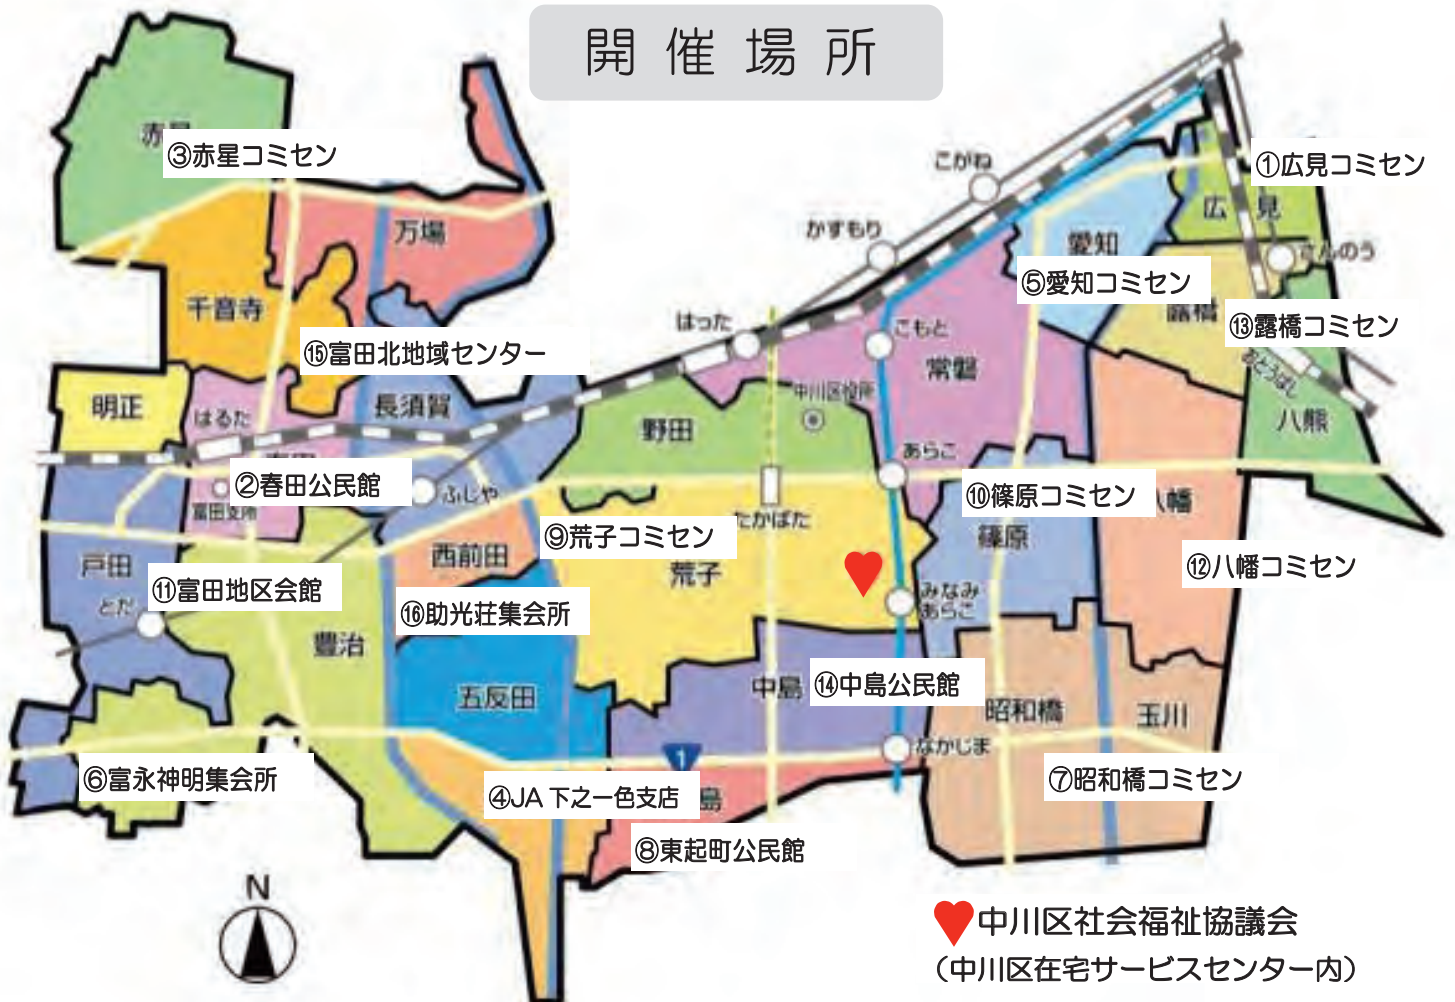 開催場所
③赤星コミセン
万場
千音寺
⑮富田北地域センター
明正
はるた
長須賀
②春田公民館
富田支所
ふじや
戸田
とだ
⑪富田地区会館
西前田
⑯助光荘集会所
豊治
五反田
⑥富永神明集会所
④JA 下之一色支店
島
⑧東起町公民館
こがね
かすもり
はった
こもと
中川区役所
野田
常磐
あらこ
たかばた
⑨荒子コミセン
荒子
みなみ
あらこ
中島
⑭中島公民館
なかじま
1
①広見コミセン
広見
愛知
⑤愛知コミセン
さんのう
露橋
⑬露橋コミセン
八熊
⑩篠原コミセン
篠原
八幡
⑫八幡コミセン
昭和橋
玉川
⑦昭和橋コミセン
N
中川区社会福祉協議会
（中川区在宅サービスセンター内）